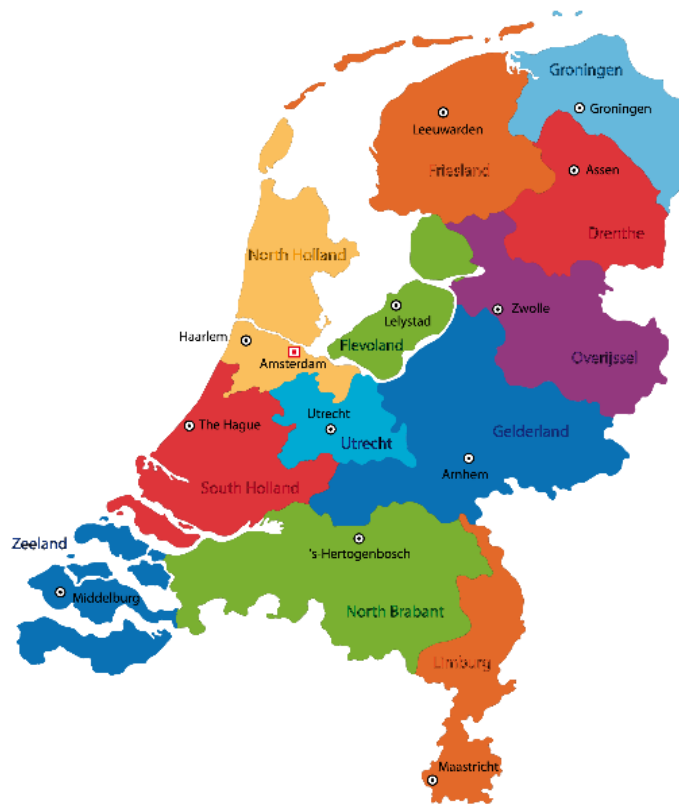 Groningen
Groningen
Leeuwarden
Friesland
Assen
Drenthe
North Holland
Zwolle
Lelystad
Flevoland
Haarlem
Amsterdam
Overijssel
Utrecht
The Hague
Utrecht
Gelderland
Arnhem
South Holland
Zeeland
's-Hertogenbosch
Middelburg
North Brabant
Limburg
Maastricht